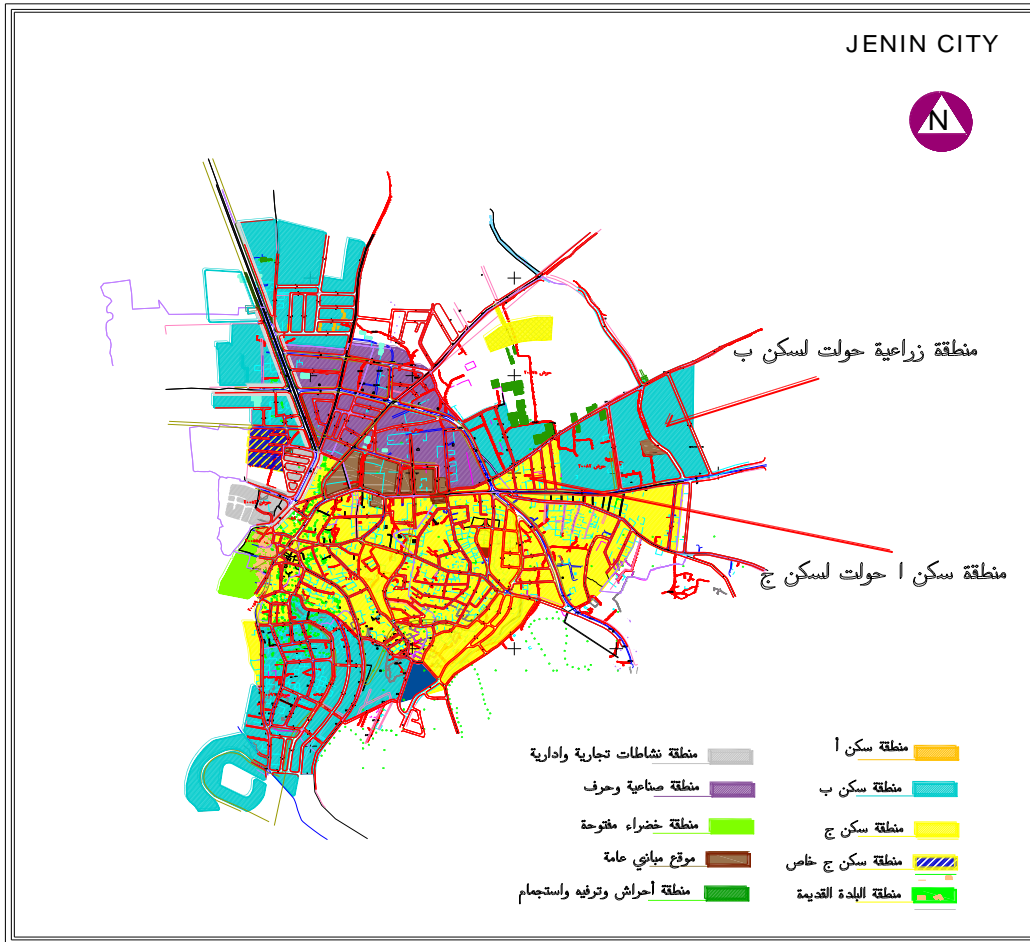 JENIN CITY
N
منطقة زراعية حولت لسكن ب
منطقة سكن ا حولت لسكن ج
منطقة سكن أ
منطقة نشاطات تجارية وادارية
منطقة سكن ب
منطقة صناعية وحرف
منطقة سكن ج
منطقة خضراء مفتوحة
منطقة سكن ج خاص
موقع مباني عامة
منطقة البلدة القديمة
منطقة أحراش وترفيه واستجمام